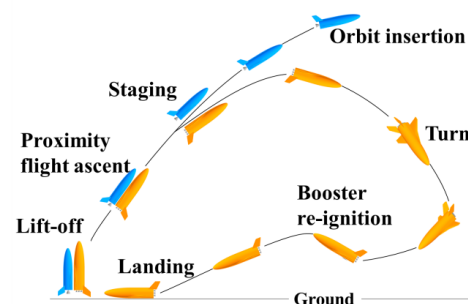 Orbit insertion
Staging
Turn
Proximity
flight ascent
Booster
re-ignition
Lift-off
Landing
Ground